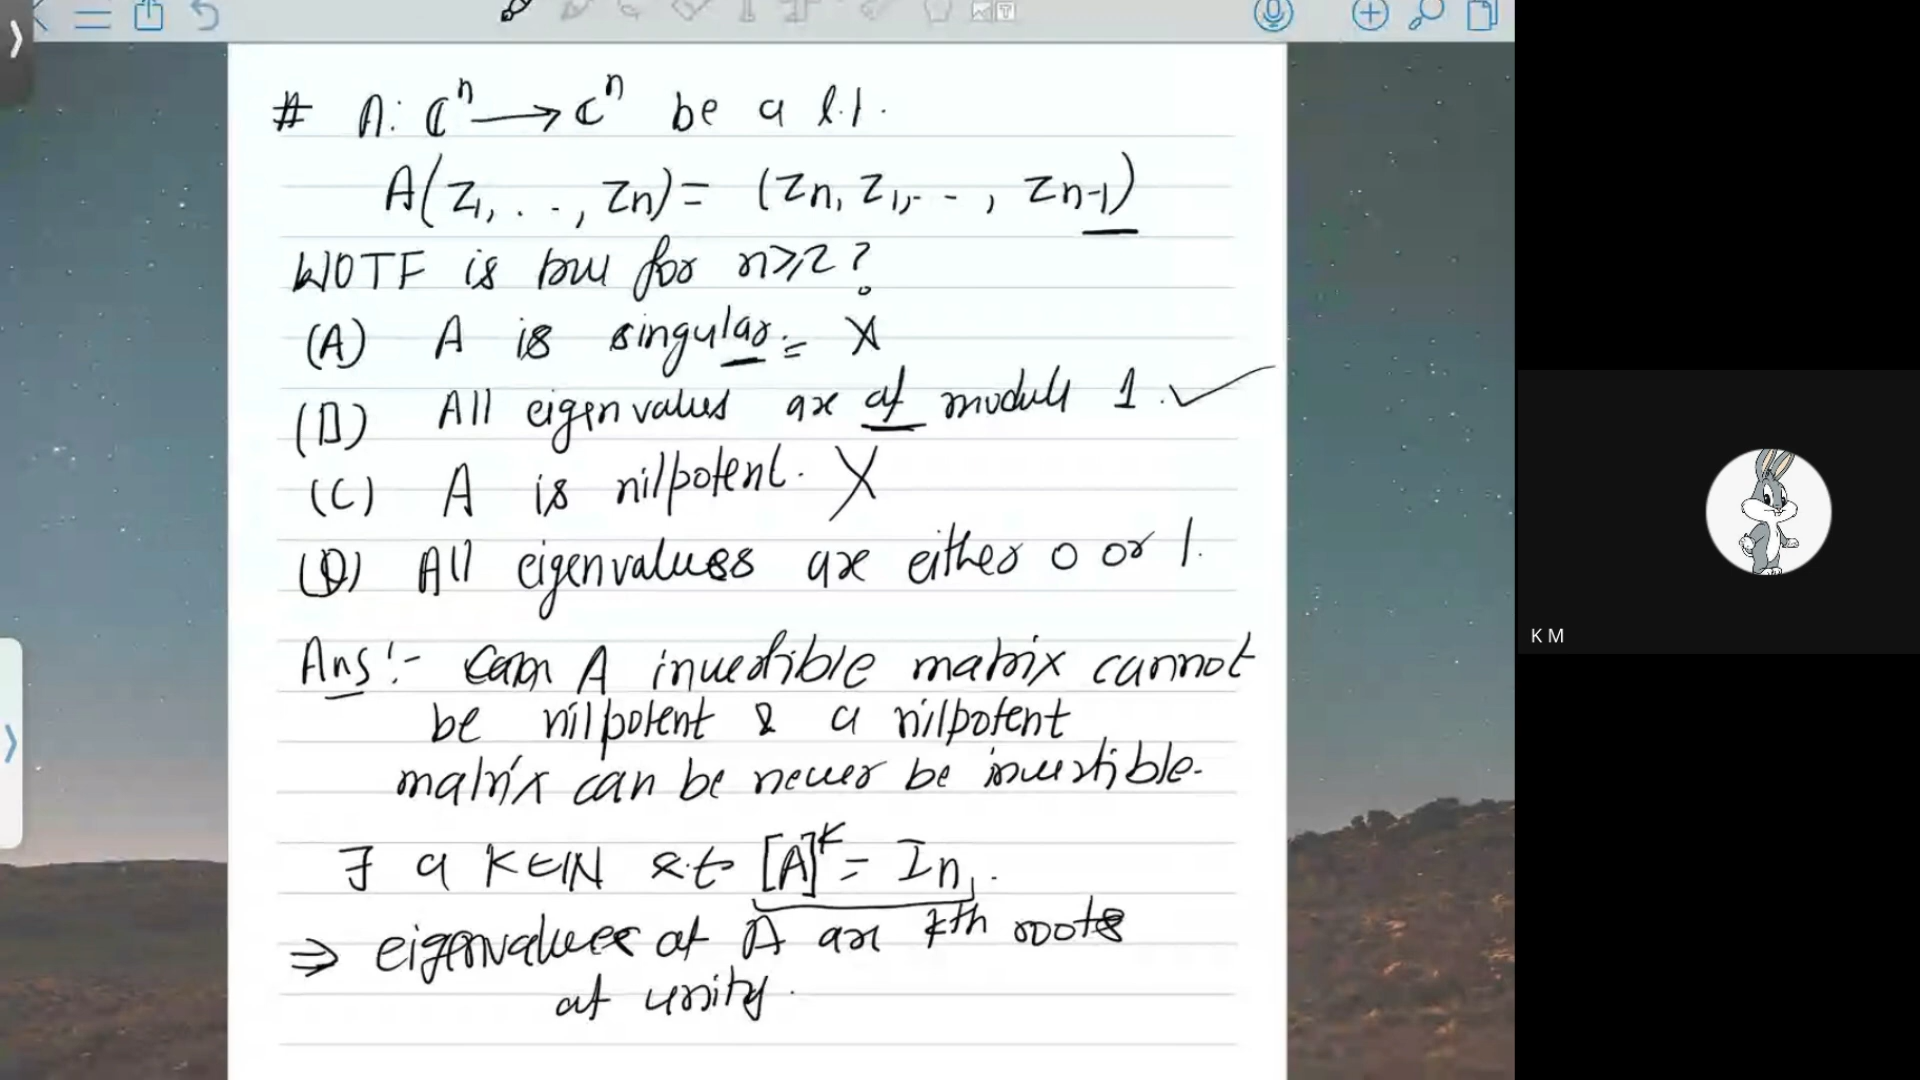 # A: ℂⁿ → ℂⁿ be a l.t.
A(z₁, . . ., zn) = (zn, z₁, - - , zn-1)
WOTF is true for n≥2?
(A) A is singular. X
(B) All eigenvalues are of moduli 1. ✓
(C) A is nilpotent. X
(D) All eigenvalues are either 0 or 1.
Ans:- A invertible matrix cannot
be nilpotent & a nilpotent
matrix can be never be invertible.
∃ a K∈ℕ s.t [A]ᴷ = In.
⇒ eigenvalues of A are kth roots
of unity.
K M